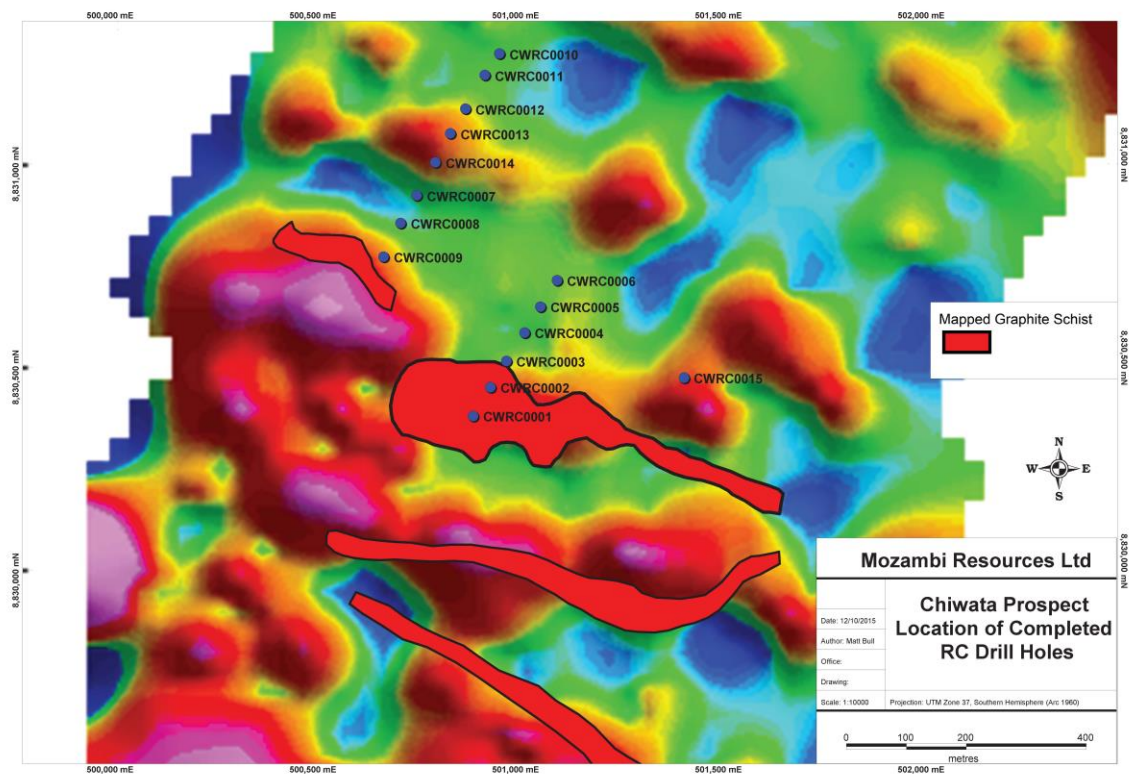 500,000 mE
500,500 mE
501,000 mE
501,500 mE
502,000 mE
CWRC0010
CWRC0011
CWRC0012
CWRC0013
8,831,000 mN
8,831,000 mN
CWRC0014
CWRC0007
CWRC0008
CWRC0009
CWRC0006
CWRC0005
Mapped Graphite Schist
CWRC0004
CWRC0003
8,830,500 mN
8,830,500 mN
CWRC0015
CWRC0002
CWRC0001
N
W
E
S
8,830,000 mN
8,830,000 mN
Mozambi Resources Ltd
Chiwata Prospect
Location of Completed
RC Drill Holes
Date: 12/10/2015
Author: Matt Bull
Office:
Drawing:
Scale: 1:10000
Projection: UTM Zone 37, Southern Hemisphere (Arc 1960)
0
100
200
400
metres
500,000 mE
500,500 mE
501,000 mE
501,500 mE
502,000 mE